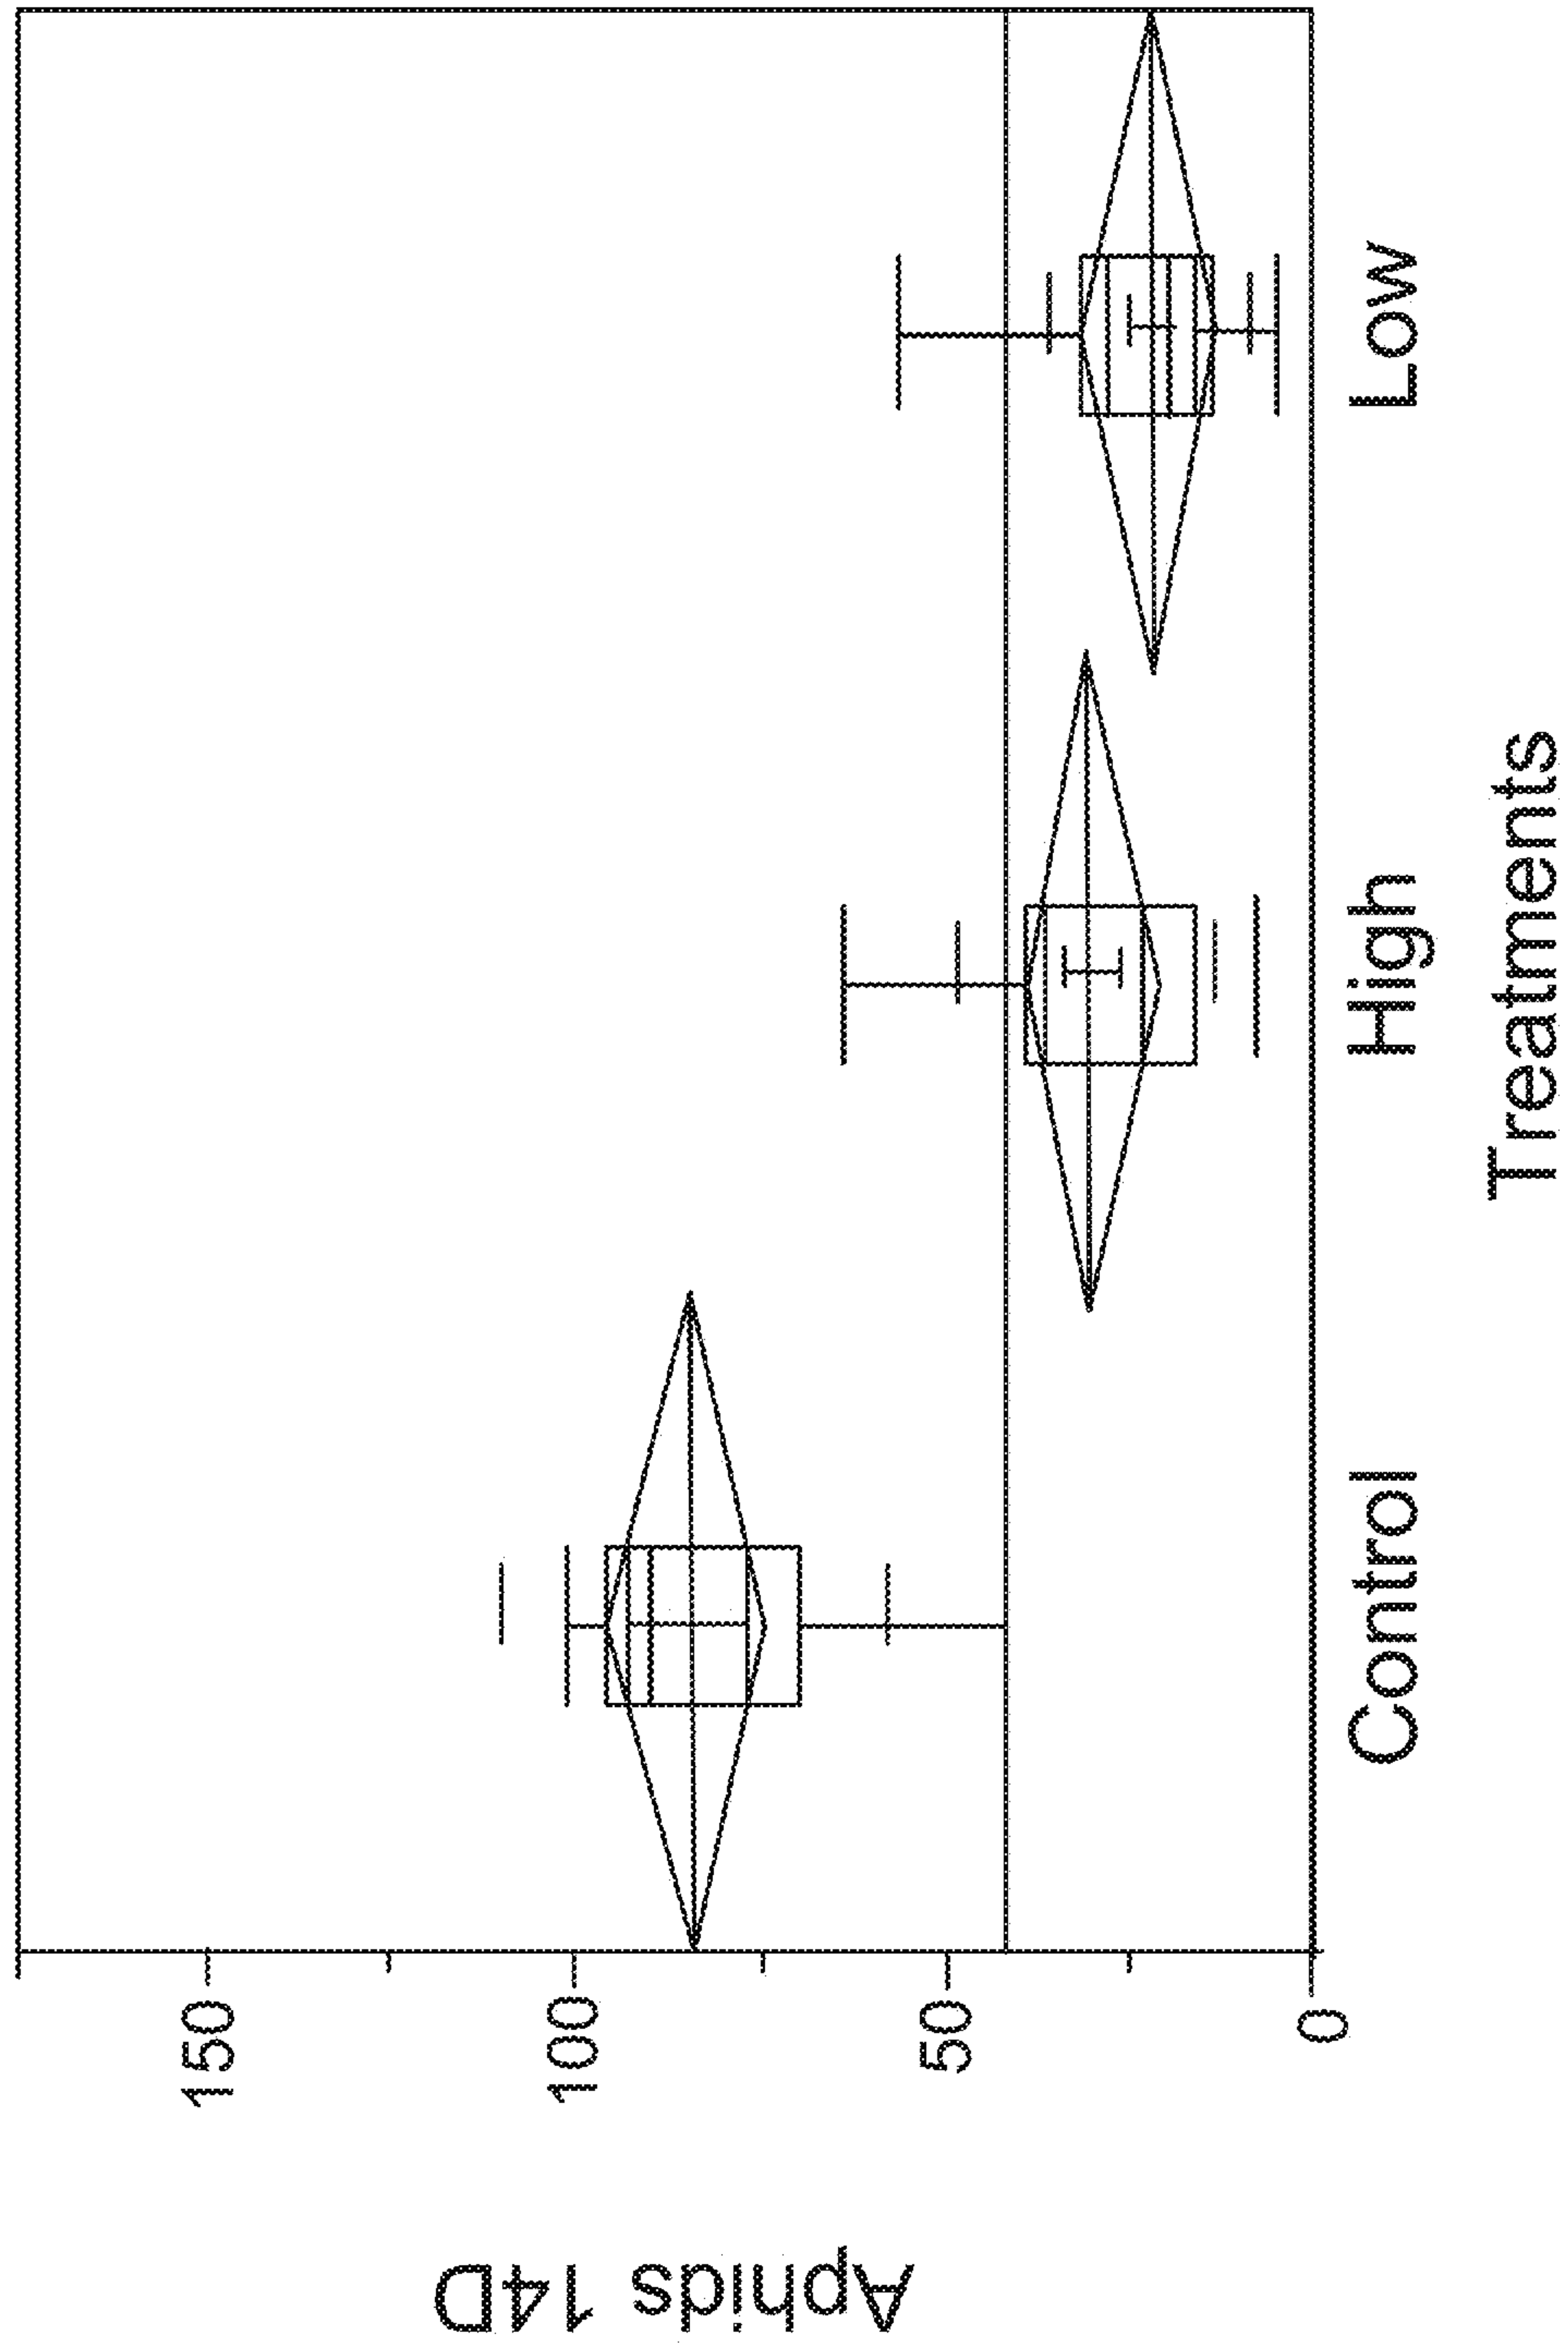 Aphids 14D
150
100
50
0
Control
High
Low
Treatments